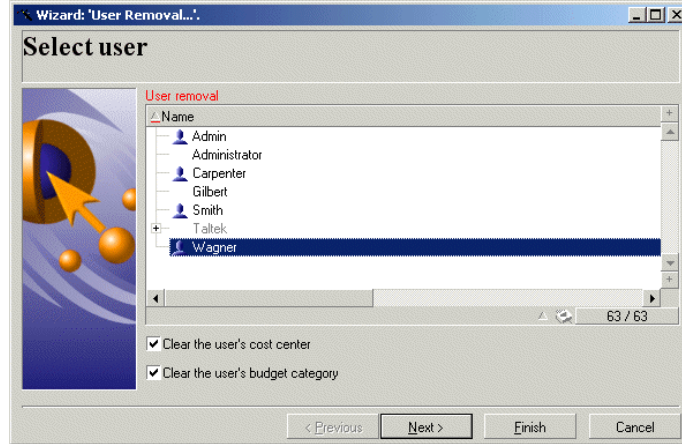 Wizard: 'User Removal...'.
Select user
User removal
Name
Admin
Administrator
Carpenter
Gilbert
Smith
Taltek
Wagner
63 / 63
Clear the user's cost center
Clear the user's budget category
< Previous Next > Finish Cancel